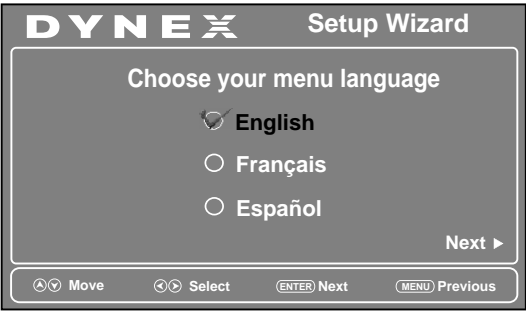 DYNEX Setup Wizard
Choose your menu language
English
Français
Español
Next
Move Select ENTER Next MENU Previous